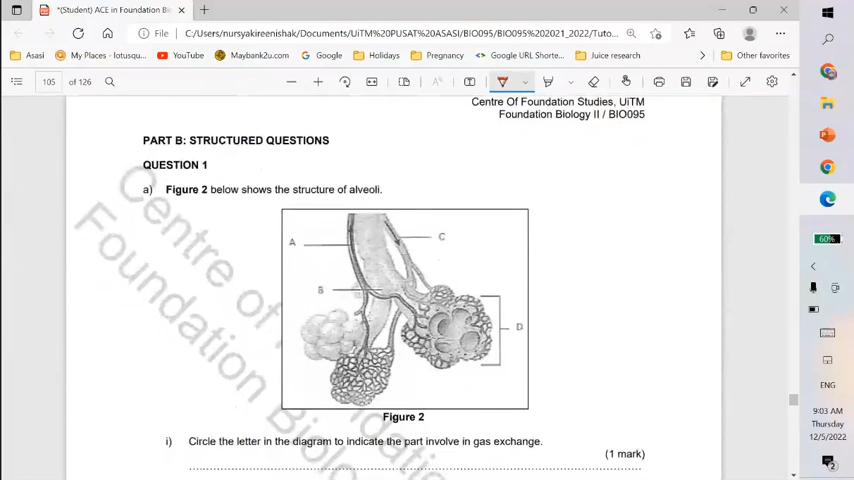 *(Student) ACE in Foundation Bi
File
C:/Users/nursyakireenishak/Documents/UiTM%20PUSAT%20ASASI/BIO095/BIO095%202021_2022/Tuto...
Asasi
My Places - lotusqu...
YouTube
Maybank2u.com
Google
Holidays
Pregnancy
Google URL Shorte...
Juice research
Other favorites
105 of 126
Centre Of Foundation Studies, UiTM
Foundation Biology II / BIO095
PART B: STRUCTURED QUESTIONS
QUESTION 1
a) Figure 2 below shows the structure of alveoli.
A
C
B
D
Figure 2
i) Circle the letter in the diagram to indicate the part involve in gas exchange.
(1 mark)
Centre of Foundat
Foundation Biolog
60%
ENG
9:03 AM
Thursday
12/5/2022
2